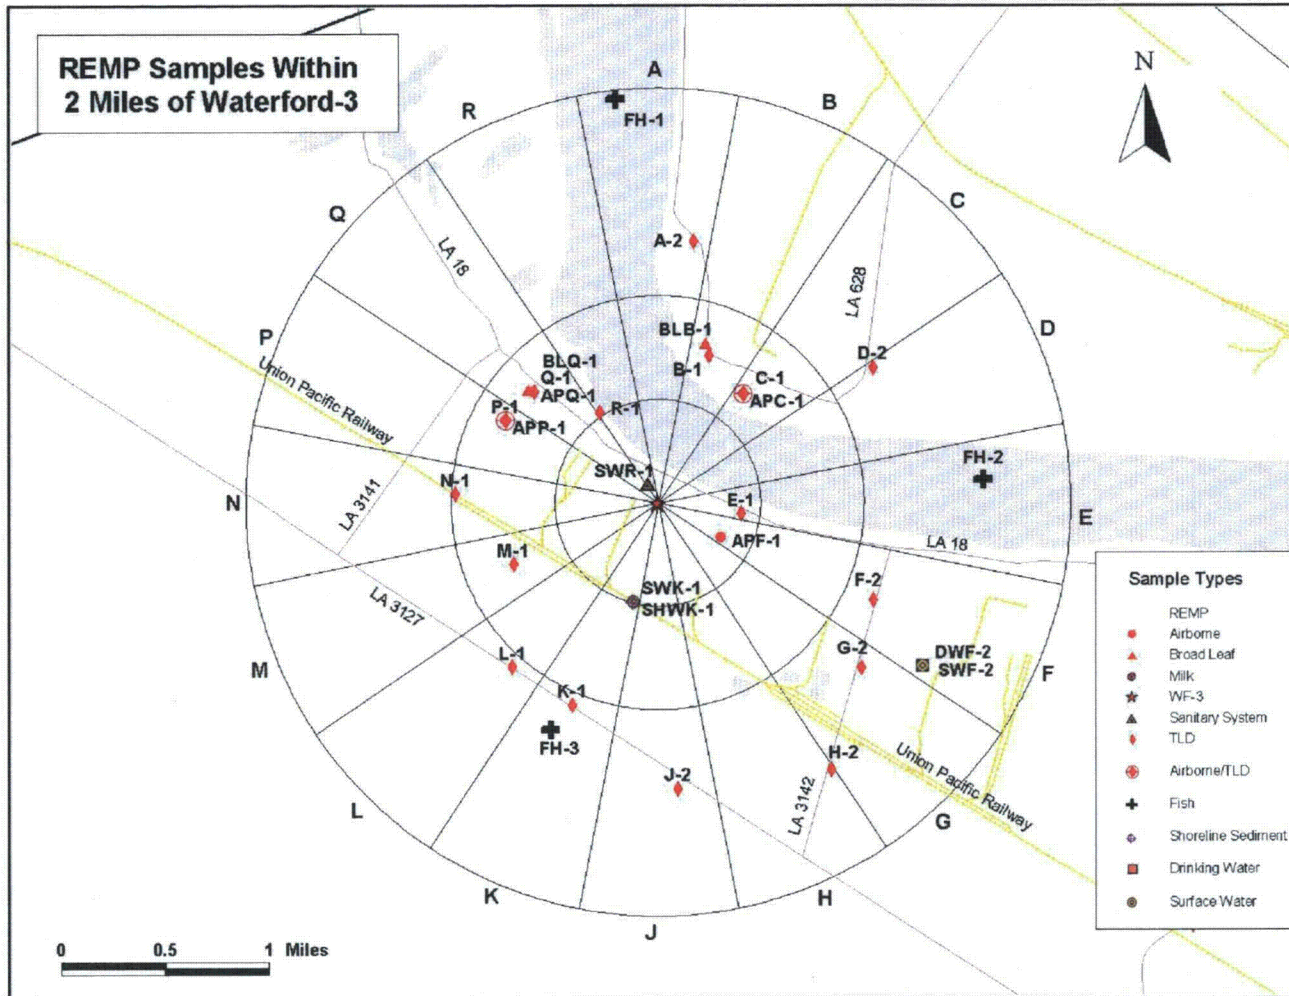 REMP Samples Within
2 Miles of Waterford-3
A
B
R
FH-1
N
C
Q
A-2
LA 18
LA 628
D
BLB-1
P
B-1
D-2
BLQ-1
Q-1
C-1
APQ-1
APC-1
Union Pacific Railway
P-1
APP-1
R-1
FH-2
SWR-1
N-1
N
LA 3141
E-1
E
APF-1
LA 18
M-1
SWK-1
SHWK-1
F-2
LA 3127
G-2
DWF-2
SWF-2
F
M
L-1
K-1
FH-3
J-2
H-2
Union Pacific Railway
LA 3142
L
G
K
H
J
Sample Types
REMP
Airborne
Broad Leaf
Milk
WF-3
Sanitary System
TLD
Airborne/TLD
Fish
Shoreline Sediment
Drinking Water
Surface Water
0 0.5 1 Miles